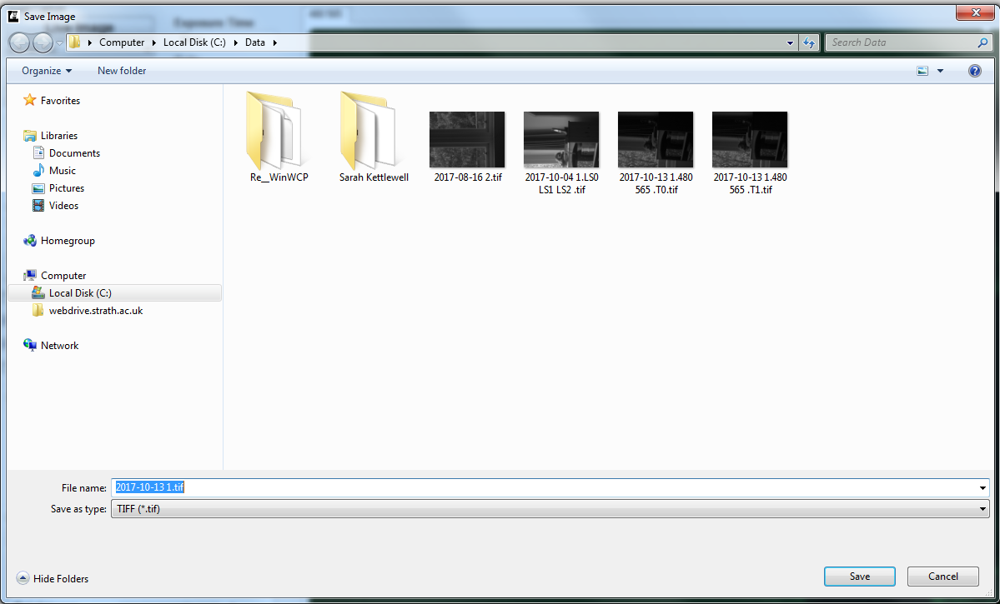 Save Image
Exposure Time
Computer Local Disk (C:) Data
Search Data
Organize
New folder
Favorites
Libraries
Documents
Music
Pictures
Videos
Homegroup
Computer
Local Disk (C:)
webdrive.strath.ac.uk
Network
Re__WinWCP
Sarah Kettlewell
2017-08-16 2.tif
2017-10-04 1.LS0
LS1 LS2 .tif
2017-10-13 1.480
565 .T0.tif
2017-10-13 1.480
565 .T1.tif
File name: 2017-10-13 1.tif
Save as type: TIFF (*.tif)
Hide Folders
Save
Cancel